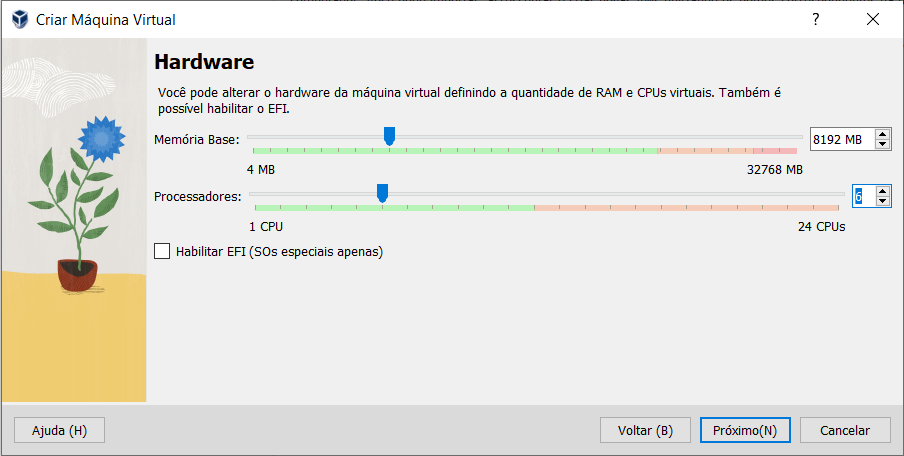 Criar Máquina Virtual
?
Hardware
Você pode alterar o hardware da máquina virtual definindo a quantidade de RAM e CPUs virtuais. Também é
possível habilitar o EFI.
Memória Base:
8192 MB
4 MB
32768 MB
Processadores:
6
1 CPU
24 CPUs
Habilitar EFI (SOs especiais apenas)
Ajuda (H)
Voltar (B)
Próximo(N)
Cancelar